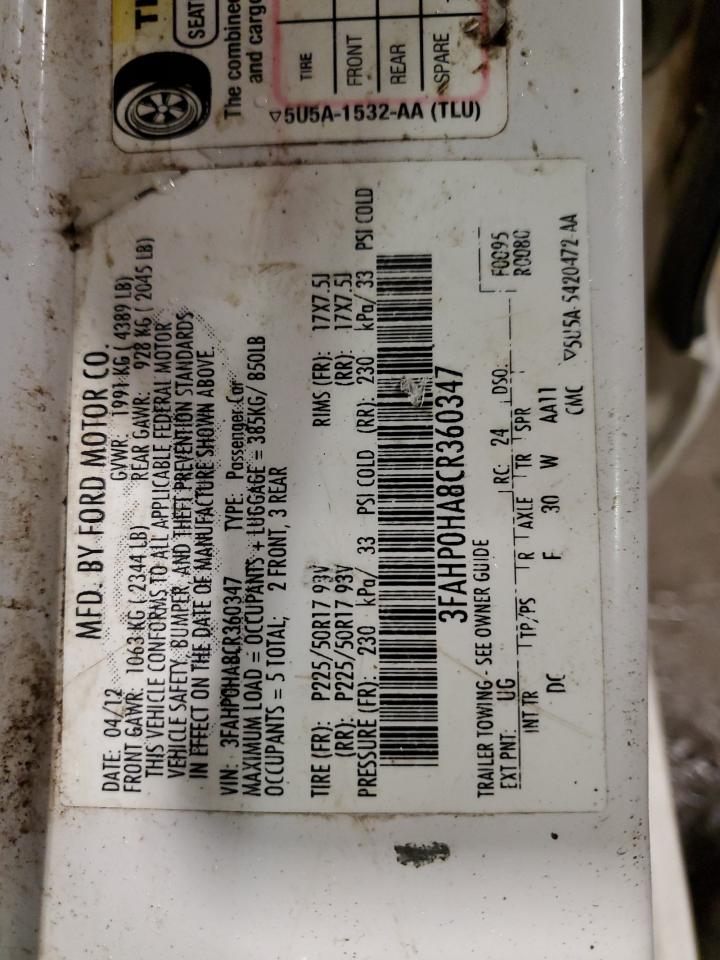 TI
SEAT
The combined
and cargo
TIRE
FRONT
REAR
SPARE
▽5U5A-1532-AA (TLU)
MFD. BY FORD MOTOR CO.
DATE: 04/12 GVWR: 1991 KG ( 4389 LB)
FRONT GAWR: 1063 KG ( 2344 LB) REAR GAWR: 928 KG ( 2045 LB)
THIS VEHICLE CONFORMS TO ALL APPLICABLE FEDERAL MOTOR
VEHICLE SAFETY, BUMPER, AND THEFT PREVENTION STANDARDS
IN EFFECT ON THE DATE OF MANUFACTURE SHOWN ABOVE.
VIN: 3FAHP0HA8CR360347 TYPE: Passenger Car
MAXIMUM LOAD = OCCUPANTS + LUGGAGE = 385KG/ 850LB
OCCUPANTS = 5 TOTAL; 2 FRONT, 3 REAR
TIRE (FR): P225/50R17 93V RIMS (FR): 17X7.5J
(RR): P225/50R17 93V (RR): 17X7.5J
PRESSURE (FR): 230 kPa/ 33 PSI COLD (RR): 230 kPa/ 33 PSI COLD
3FAHP0HA8CR360347
TRAILER TOWING - SEE OWNER GUIDE F0095
EXT PNT: UG RC: 24 DSO: R0080
INT TR TP/PS R AXLE TR SPR
DC F 30 W AA11
CMC ▽5U5A-5420472-AA